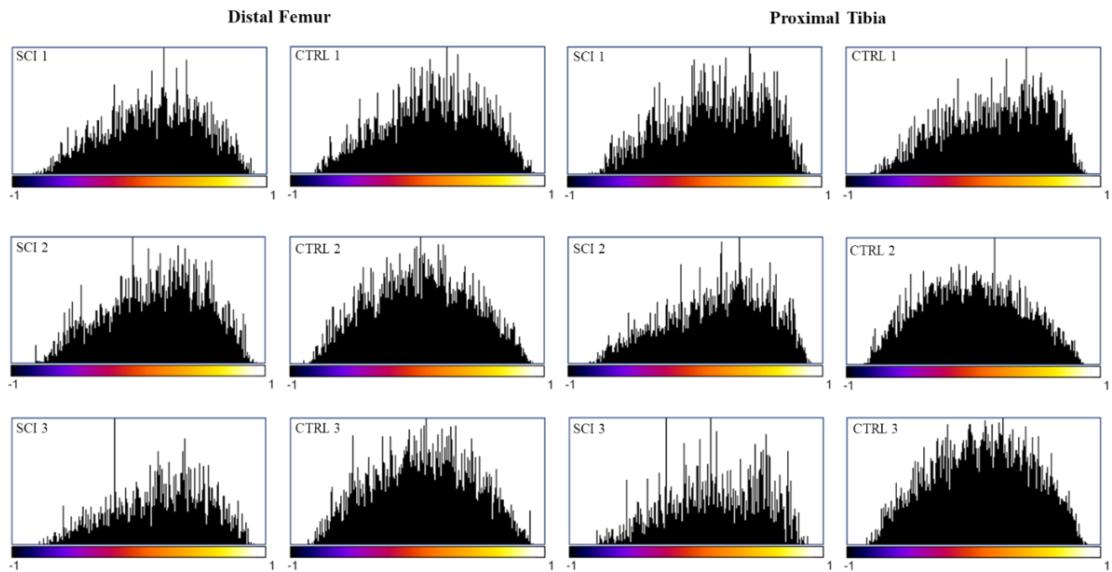 Distal Femur Proximal Tibia
SCI 1 CTRL 1 SCI 1 CTRL 1
-1 1 -1 1 -1 1 -1 1
SCI 2 CTRL 2 SCI 2 CTRL 2
-1 1 -1 1 -1 1 -1 1
SCI 3 CTRL 3 SCI 3 CTRL 3
-1 1 -1 1 -1 1 -1 1